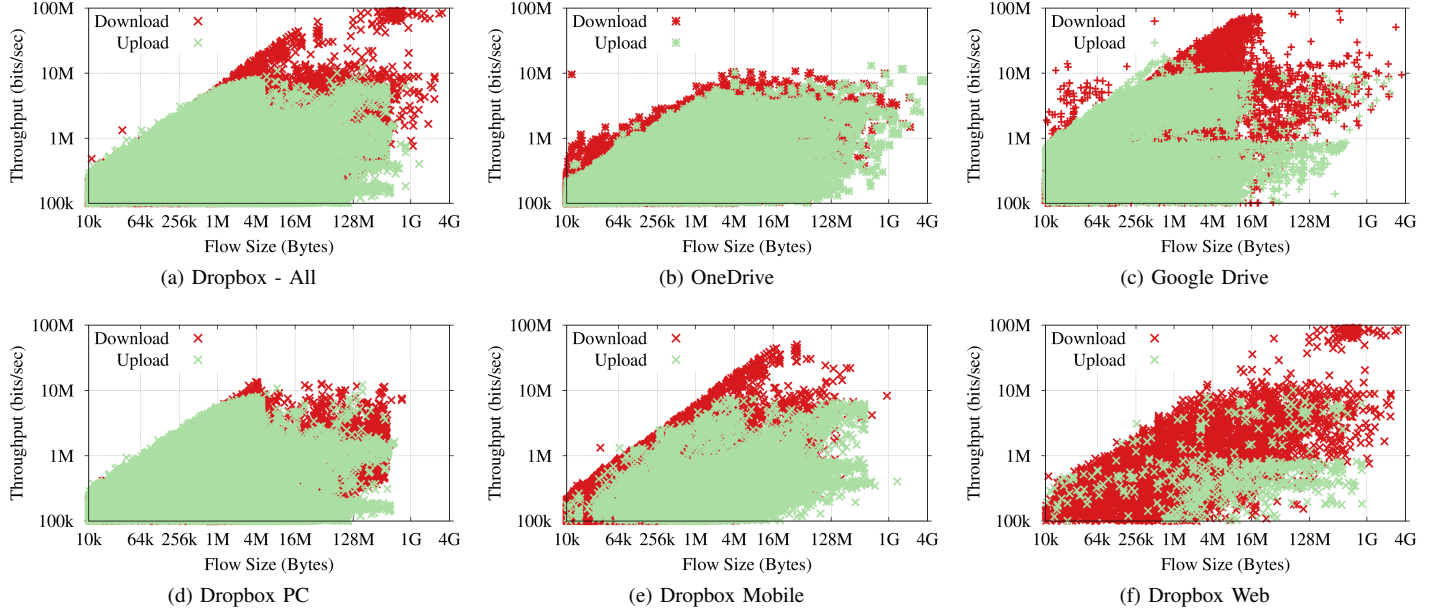 100M
10M
1M
100k
Throughput (bits/sec)
Download
Upload
10k 64k 256k 1M 4M 16M 128M 1G 4G
Flow Size (Bytes)
(a) Dropbox - All
100M
10M
1M
100k
Throughput (bits/sec)
Download
Upload
10k 64k 256k 1M 4M 16M 128M 1G 4G
Flow Size (Bytes)
(b) OneDrive
100M
10M
1M
100k
Throughput (bits/sec)
Download
Upload
10k 64k 256k 1M 4M 16M 128M 1G 4G
Flow Size (Bytes)
(c) Google Drive
100M
10M
1M
100k
Throughput (bits/sec)
Download
Upload
10k 64k 256k 1M 4M 16M 128M 1G 4G
Flow Size (Bytes)
(d) Dropbox PC
100M
10M
1M
100k
Throughput (bits/sec)
Download
Upload
10k 64k 256k 1M 4M 16M 128M 1G 4G
Flow Size (Bytes)
(e) Dropbox Mobile
100M
10M
1M
100k
Throughput (bits/sec)
Download
Upload
10k 64k 256k 1M 4M 16M 128M 1G 4G
Flow Size (Bytes)
(f) Dropbox Web